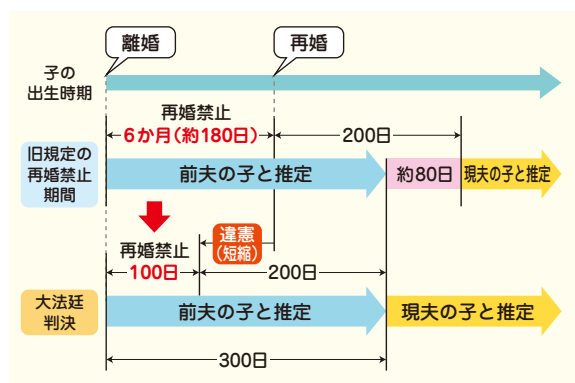 離婚
再婚
子の
出生時期
再婚禁止
6か月(約180日)
200日
旧規定の
再婚禁止
期間
前夫の子と推定
約80日
現夫の子と推定
違憲
(短縮)
再婚禁止
100日
200日
大法廷
判決
前夫の子と推定
現夫の子と推定
300日